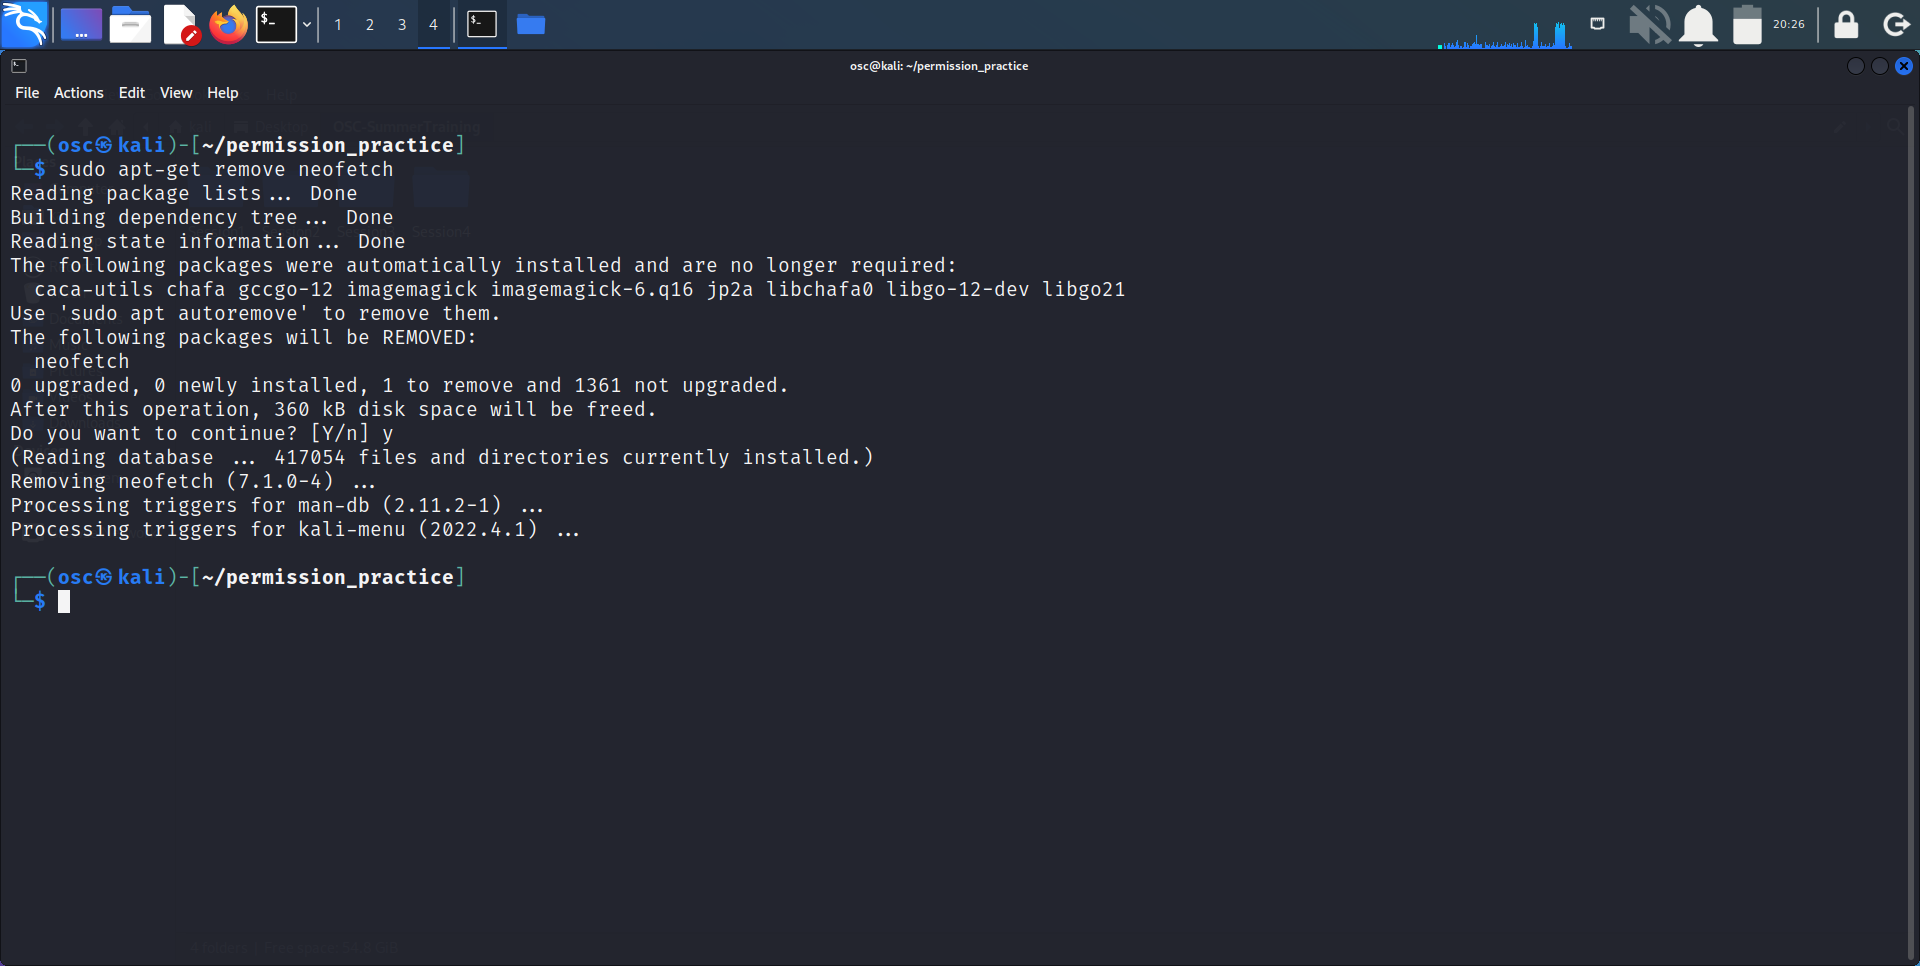 1 2 3 4
20:26
osc@kali: ~/permission_practice
File Actions Edit View Help
┌──(osc㉿kali)-[~/permission_practice]
└─$ sudo apt-get remove neofetch
Reading package lists... Done
Building dependency tree... Done
Reading state information... Done
The following packages were automatically installed and are no longer required:
  caca-utils chafa gccgo-12 imagemagick imagemagick-6.q16 jp2a libchafa0 libgo-12-dev libgo21
Use 'sudo apt autoremove' to remove them.
The following packages will be REMOVED:
  neofetch
0 upgraded, 0 newly installed, 1 to remove and 1361 not upgraded.
After this operation, 360 kB disk space will be freed.
Do you want to continue? [Y/n] y
(Reading database ... 417054 files and directories currently installed.)
Removing neofetch (7.1.0-4) ...
Processing triggers for man-db (2.11.2-1) ...
Processing triggers for kali-menu (2022.4.1) ...
┌──(osc㉿kali)-[~/permission_practice]
└─$